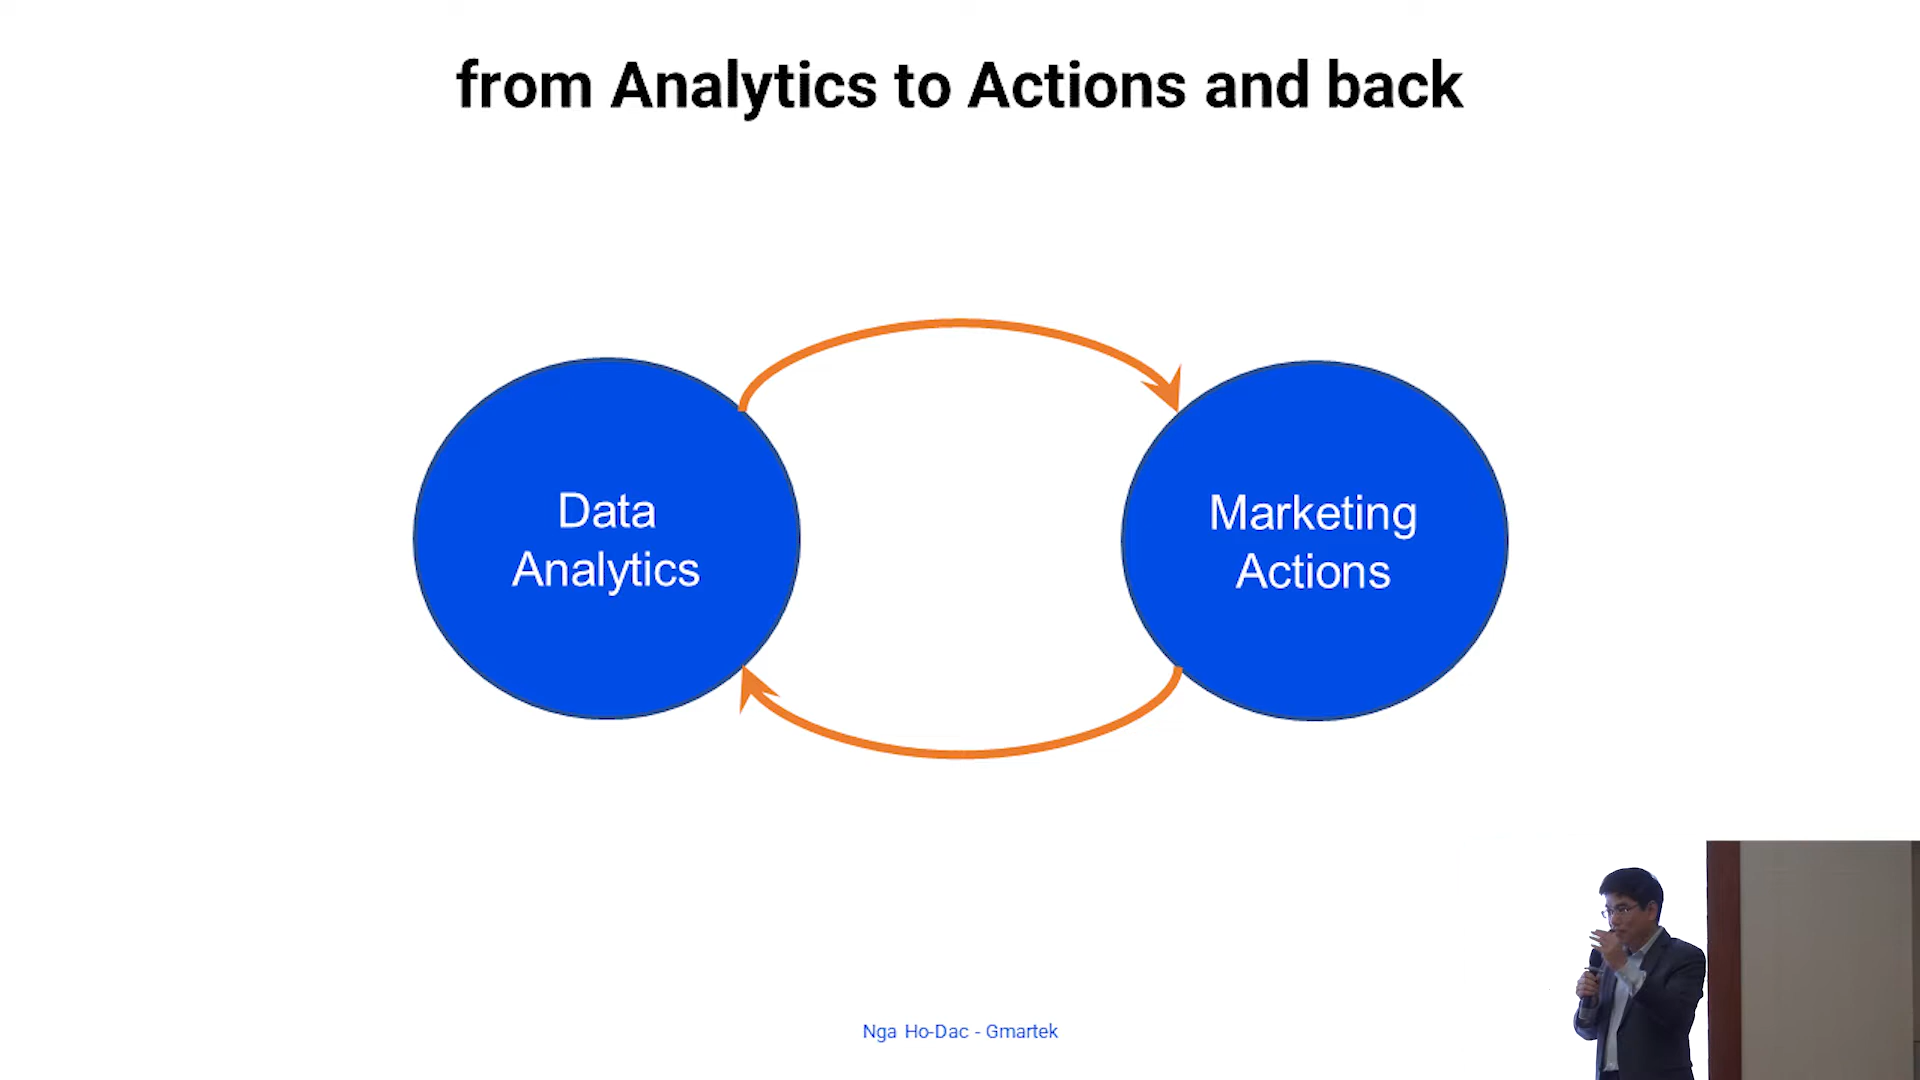 from Analytics to Actions and back
Data
Analytics
Marketing
Actions
Nga Ho-Dac - Gmartek